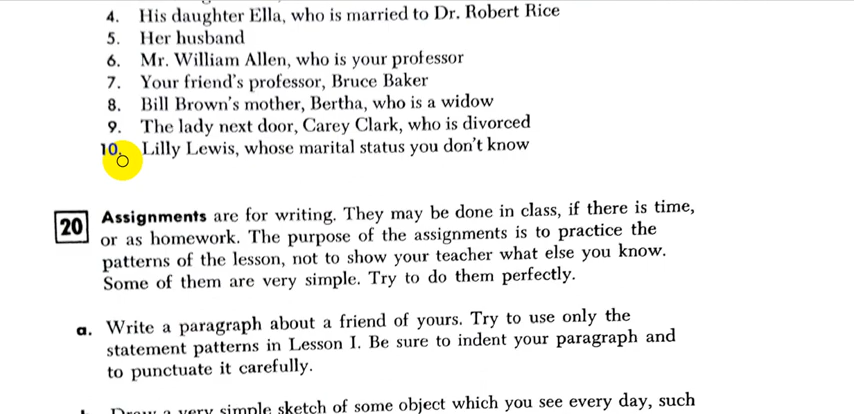 4. His daughter Ella, who is married to Dr. Robert Rice
5. Her husband
6. Mr. William Allen, who is your professor
7. Your friend's professor, Bruce Baker
8. Bill Brown's mother, Bertha, who is a widow
9. The lady next door, Carey Clark, who is divorced
10. Lilly Lewis, whose marital status you don't know
20 Assignments are for writing. They may be done in class, if there is time,
or as homework. The purpose of the assignments is to practice the
patterns of the lesson, not to show your teacher what else you know.
Some of them are very simple. Try to do them perfectly.
a. Write a paragraph about a friend of yours. Try to use only the
statement patterns in Lesson I. Be sure to indent your paragraph and
to punctuate it carefully.
b. Draw a very simple sketch of some object which you see every day, such